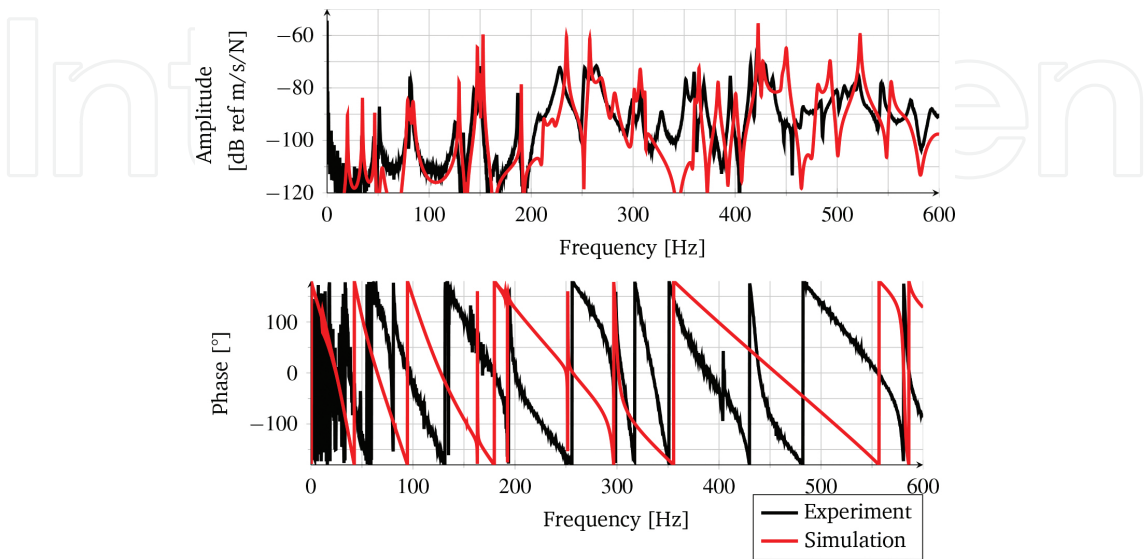 −60
−80
−100
−120
Amplitude
[dB ref m/s/N]
0 100 200 300 400 500 600
Frequency [Hz]
100
0
−100
Phase [°]
0 100 200 300 400 500 600
Frequency [Hz]
Experiment
Simulation